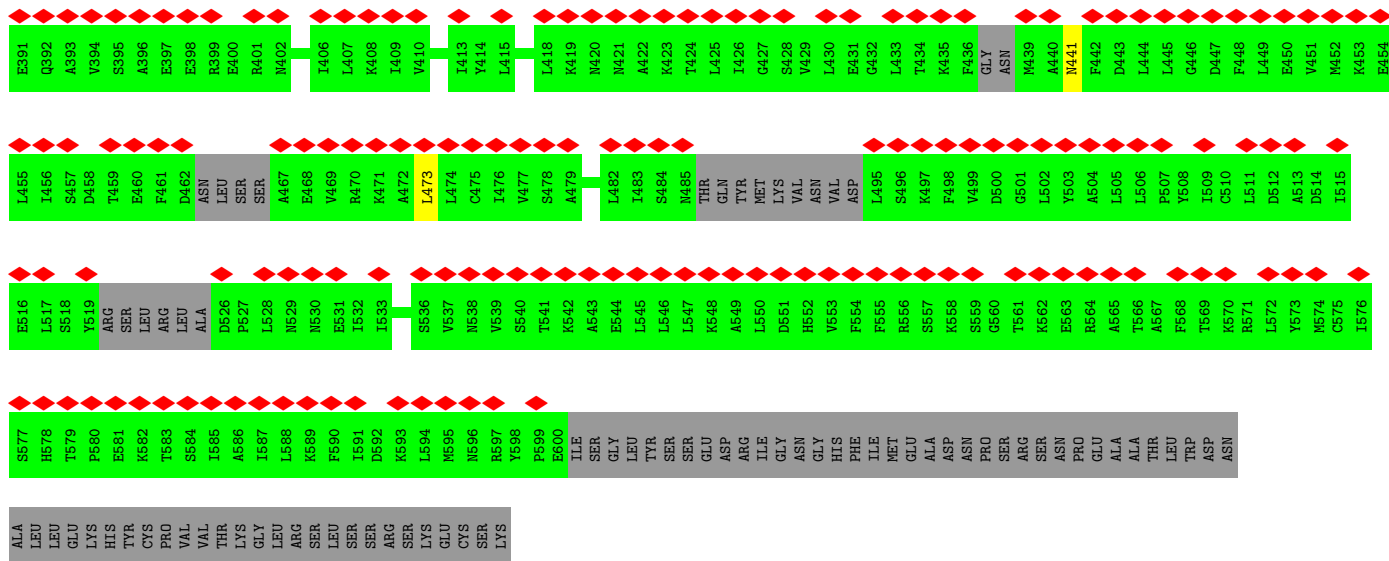 E391 Q392 A393 V394 S395 A396 E397 E398 R399 E400 R401 N402 I406 L407 K408 I409 V410 I413 Y414 L415 L418 K419 N420 N421 A422 K423 T424 L425 I426 G427 S428 V429 L430 E431 G432 L433 T434 K435 F436 GLY ASN M439 A440 N441 F442 D443 L444 L445 G446 D447 F448 L449 E450 V451 M452 K453 E454
L455 I456 S457 D458 T459 E460 F461 D462 ASN LEU SER SER A467 E468 V469 R470 K471 A472 L473 L474 C475 I476 V477 S478 A479 L482 I483 S484 N485 THR GLN TYR MET LYS VAL ASN VAL ASP L495 S496 K497 F498 V499 D500 G501 L502 Y503 A504 L505 L506 P507 Y508 I509 C510 L511 D512 A513 D514 I515
E516 L517 S518 Y519 ARG SER LEU ARG LEU ALA D526 P527 L528 N529 N530 E531 I532 I533 S536 V537 N538 V539 S540 T541 K542 A543 E544 L545 L546 L547 K548 A549 L550 D551 H552 V553 F554 F555 R556 S557 K558 S559 G560 T561 K562 E563 R564 A565 T566 A567 F568 T569 K570 R571 L572 Y573 M574 C575 I576
S577 H578 T579 P580 E581 K582 T583 S584 I585 A586 I587 L588 K589 F590 I591 D592 K593 L594 M595 N596 R597 Y598 P599 E600 ILE SER GLY LEU TYR SER SER GLU ASP ARG ILE GLY ASN GLY HIS PHE ILE MET GLU ALA ASP ASN PRO SER ARG SER ASN PRO GLU ALA ALA THR LEU TRP ASP ASN
ALA LEU LEU GLU LYS HIS TYR CYS PRO VAL VAL THR LYS GLY LEU ARG SER LEU SER SER ARG SER LYS GLU CYS SER LYS